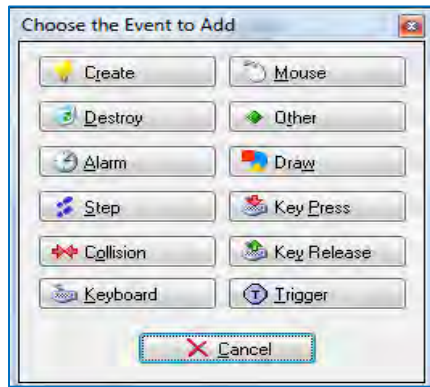 Choose the Event to Add
Create
Mouse
Destroy
Other
Alarm
Draw
Step
Key Press
Collision
Key Release
Keyboard
T Trigger
Cancel